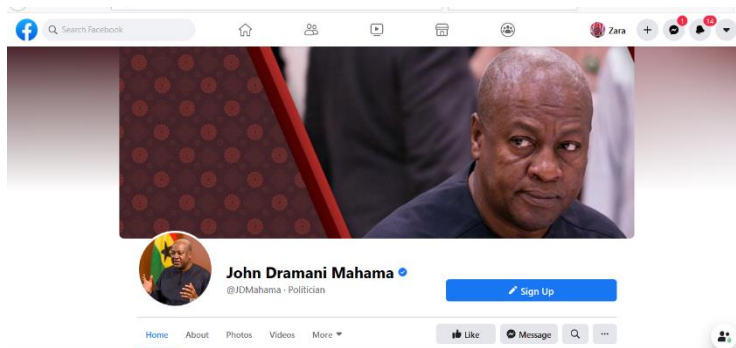 Search Facebook
Zara
1
14
John Dramani Mahama
@JDMahama · Politician
Sign Up
Home About Photos Videos More
Like Message